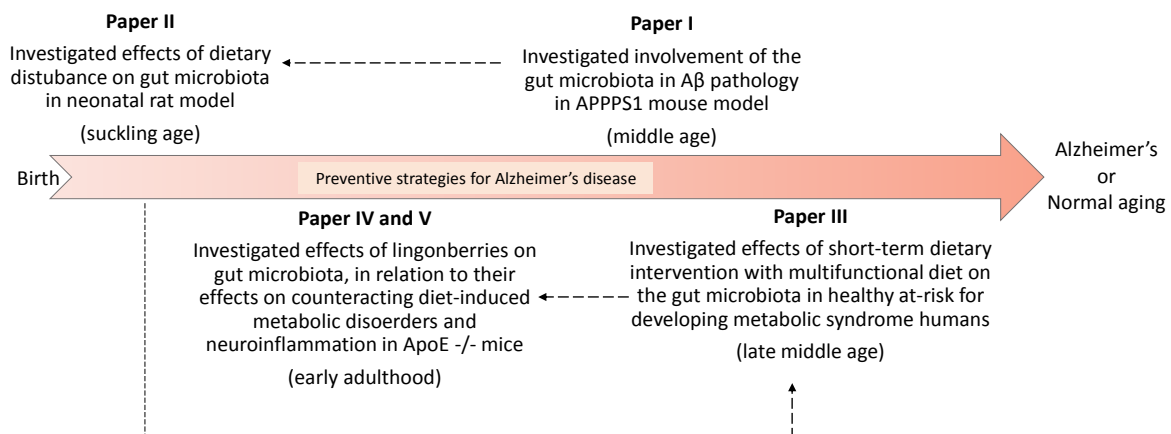 Paper II
Investigated effects of dietary
distubance on gut microbiota
in neonatal rat model
(suckling age)
Paper I
Investigated involvement of the
gut microbiota in Aβ pathology
in APPPS1 mouse model
(middle age)
Birth
Preventive strategies for Alzheimer's disease
Alzheimer's
or
Normal aging
Paper IV and V
Investigated effects of lingonberries on
gut microbiota, in relation to their
effects on counteracting diet-induced
metabolic disoerders and
neuroinflammation in ApoE -/- mice
(early adulthood)
Paper III
Investigated effects of short-term dietary
intervention with multifunctional diet on
the gut microbiota in healthy at-risk for
developing metabolic syndrome humans
(late middle age)